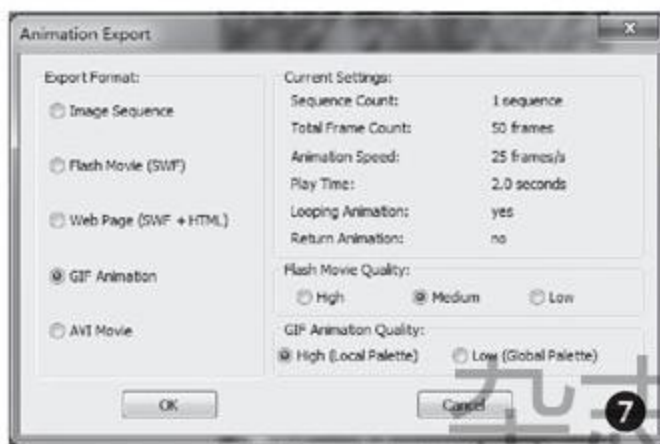 Animation Export
Export Format:
Image Sequence
Flash Movie (SWF)
Web Page (SWF + HTML)
GIF Animation
AVI Movie
Current Settings:
Sequence Count: 1 sequence
Total Frame Count: 50 frames
Animation Speed: 25 frames/s
Play Time: 2.0 seconds
Looping Animation: yes
Return Animation: no
Flash Movie Quality:
High Medium Low
GIF Animation Quality:
High (Local Palette) Low (Global Palette)
OK Cancel
7